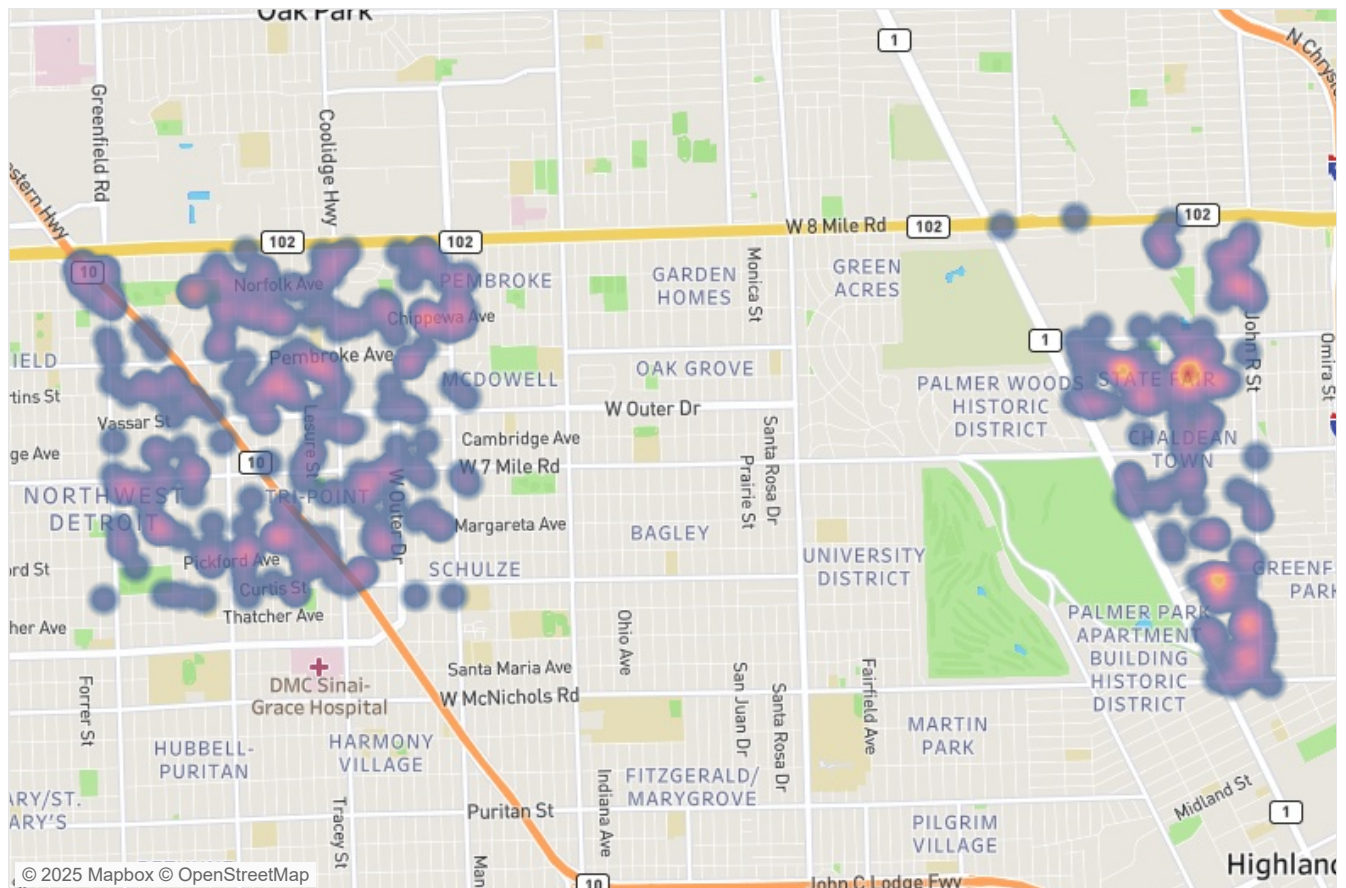 Oak Park
1
N Chrys
Greenfield Rd
Coolidge Hwy
stern Hwy
102
102
W 8 Mile Rd
102
102
10
Norfolk Ave
PEMBROKE
GARDEN
HOMES
Monica St
GREEN
ACRES
Chippewa Ave
1
John R St
Omira St
IELD
Pembroke Ave
OAK GROVE
MCDOWELL
PALMER WOODS
HISTORIC
DISTRICT
STATE FAIR
tins St
W Outer Dr
Vassar St
Lesure St
Cambridge Ave
Santa Rosa Dr
CHALDEAN
TOWN
ge Ave
10
W 7 Mile Rd
Prairie St
NORTHWEST
DETROIT
TRI-POINT
W Outer Dr
Margareta Ave
BAGLEY
UNIVERSITY
DISTRICT
ord St
Pickford Ave
SCHULZE
GREENF
PARK
Curtis St
Thatcher Ave
her Ave
Ohio Ave
PALMER PARK
APARTMENT
BUILDING
HISTORIC
DISTRICT
Santa Maria Ave
DMC Sinai-
Grace Hospital
W McNichols Rd
Forrer St
San Juan Dr
Santa Rosa Dr
Fairfield Ave
HUBBELL-
PURITAN
HARMONY
VILLAGE
MARTIN
PARK
FITZGERALD/
MARYGROVE
ARY/ST.
ARY'S
Tracey St
Puritan St
Indiana Ave
Midland St
1
PILGRIM
VILLAGE
Man
10
John C Lodge Fwy
Highland
© 2025 Mapbox © OpenStreetMap